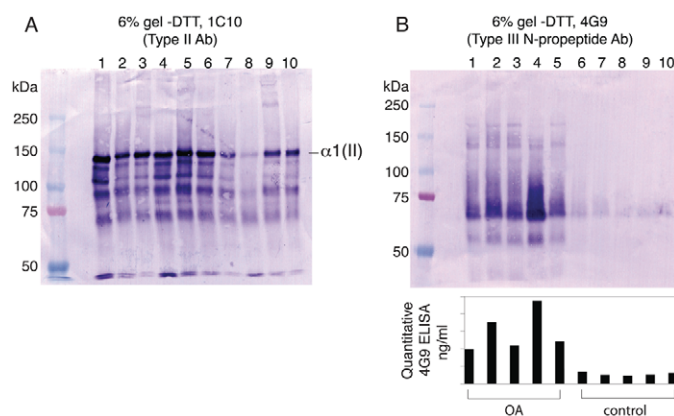 A
6% gel -DTT, 1C10
(Type II Ab)
1 2 3 4 5 6 7 8 9 10
kDa
250
150
100
75
50
α1(II)
B
6% gel -DTT, 4G9
(Type III N-propeptide Ab)
1 2 3 4 5 6 7 8 9 10
kDa
250
150
100
75
50
Quantitative
4G9 ELISA
ng/ml
OA control